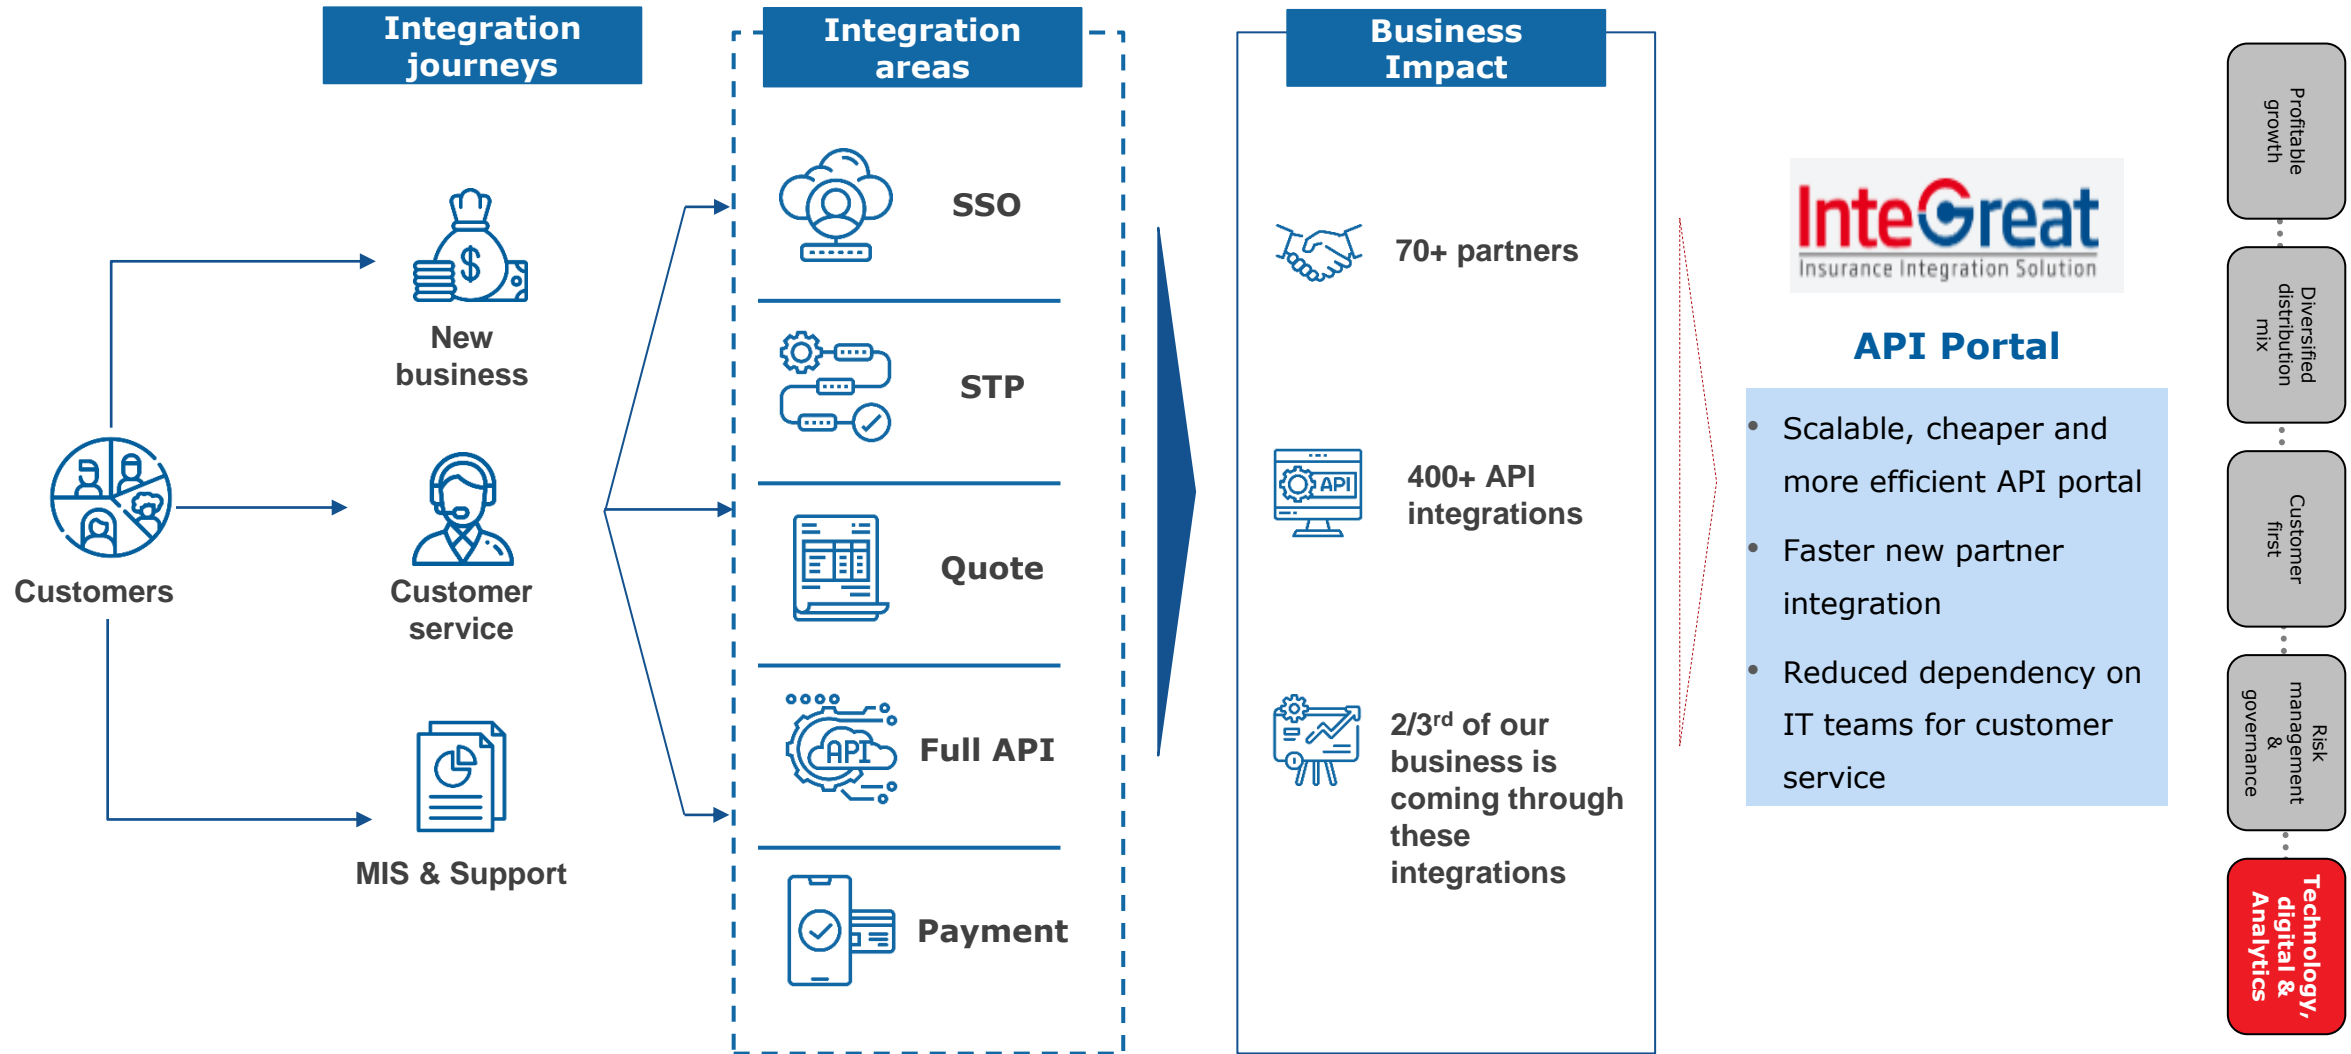 Integration
journeys
Integration
areas
Business
Impact
Customers
New
business
$
Customer
service
MIS & Support
SSO
STP
Quote
API
Full API
Payment
70+ partners
API
400+ API
integrations
2/3rd of our
business is
coming through
these
integrations
InteGreat
Insurance Integration Solution
API Portal
• Scalable, cheaper and
more efficient API portal
• Faster new partner
integration
• Reduced dependency on
IT teams for customer
service
Profitable
growth
Diversified
distribution
mix
Customer
first
Risk
management
&
governance
Technology,
digital &
Analytics